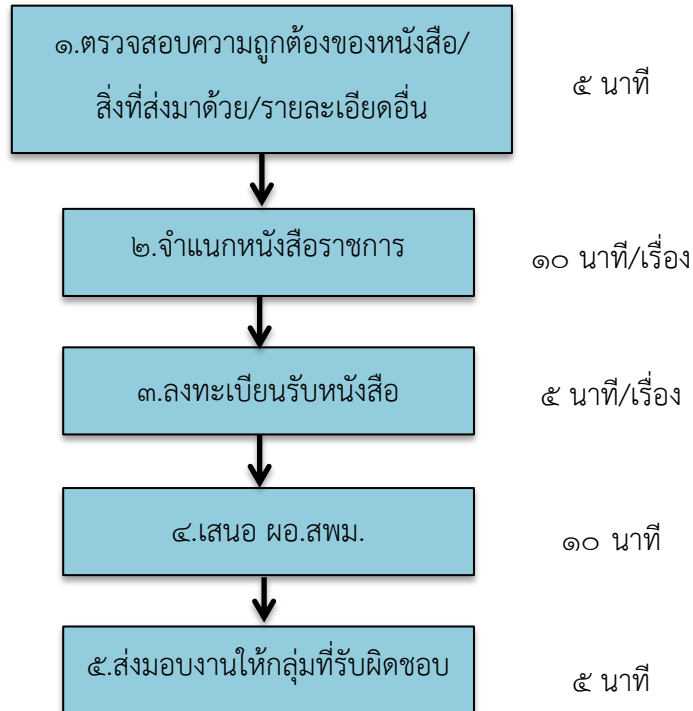 ๑.ตรวจสอบความถูกต้องของหนังสือ/
สิ่งที่ส่งมาด้วย/รายละเอียดอื่น
๕ นาที
๒.จำแนกหนังสือราชการ
๑๐ นาที/เรื่อง
๓.ลงทะเบียนรับหนังสือ
๕ นาที/เรื่อง
๔.เสนอ ผอ.สพม.
๑๐ นาที
๕.ส่งมอบงานให้กลุ่มที่รับผิดชอบ
๕ นาที